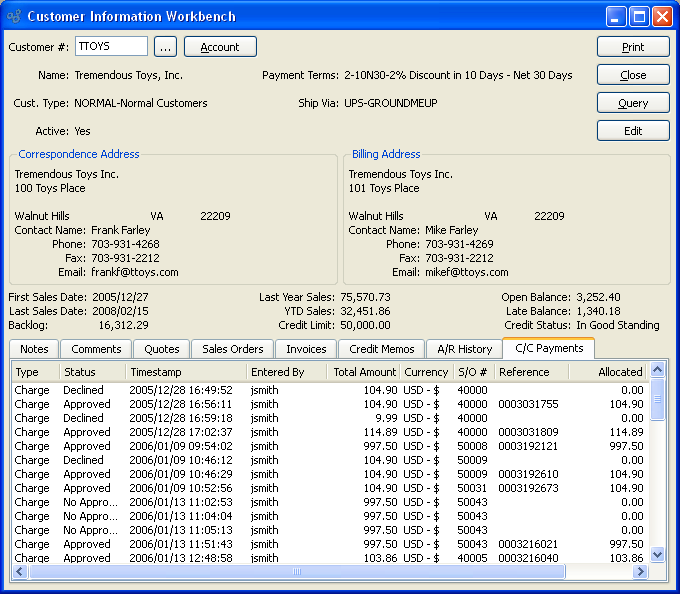 Customer Information Workbench
Customer #: TTOYS ... Account Print
Name: Tremendous Toys, Inc. Payment Terms: 2-10N30-2% Discount in 10 Days - Net 30 Days Close
Cust. Type: NORMAL-Normal Customers Ship Via: UPS-GROUNDMEUP Query
Active: Yes Edit
Correspondence Address
Tremendous Toys Inc.
100 Toys Place
Walnut Hills VA 22209
Contact Name: Frank Farley
Phone: 703-931-4268
Fax: 703-931-2212
Email: frankf@ttoys.com
Billing Address
Tremendous Toys Inc.
101 Toys Place
Walnut Hills VA 22209
Contact Name: Mike Farley
Phone: 703-931-4269
Fax: 703-931-2212
Email: mikef@ttoys.com
First Sales Date: 2005/12/27 Last Year Sales: 75,570.73 Open Balance: 3,252.40
Last Sales Date: 2008/02/15 YTD Sales: 32,451.86 Late Balance: 1,340.18
Backlog: 16,312.29 Credit Limit: 50,000.00 Credit Status: In Good Standing
Notes Comments Quotes Sales Orders Invoices Credit Memos A/R History C/C Payments
Type Status Timestamp Entered By Total Amount Currency S/O # Reference Allocated
Charge Declined 2005/12/28 16:49:52 jsmith 104.90 USD - $ 40000 0.00
Charge Approved 2005/12/28 16:56:11 jsmith 104.90 USD - $ 40000 0003031755 104.90
Charge Declined 2005/12/28 16:59:18 jsmith 9.99 USD - $ 40000 0.00
Charge Approved 2005/12/28 17:02:37 jsmith 114.89 USD - $ 40000 0003031809 114.89
Charge Approved 2006/01/09 09:54:02 jsmith 997.50 USD - $ 50008 0003192121 997.50
Charge Declined 2006/01/09 10:46:12 jsmith 104.90 USD - $ 50009 0.00
Charge Approved 2006/01/09 10:46:29 jsmith 104.90 USD - $ 50009 0003192610 104.90
Charge Approved 2006/01/09 10:52:56 jsmith 104.90 USD - $ 50031 0003192673 104.90
Charge No Appro... 2006/01/13 11:02:53 jsmith 997.50 USD - $ 50043 0.00
Charge No Appro... 2006/01/13 11:04:04 jsmith 997.50 USD - $ 50043 0.00
Charge No Appro... 2006/01/13 11:05:13 jsmith 997.50 USD - $ 50043 0.00
Charge Approved 2006/01/13 11:51:43 jsmith 997.50 USD - $ 50043 0003216021 997.50
Charge Approved 2006/01/13 12:48:58 jsmith 103.86 USD - $ 40005 0003216040 103.86